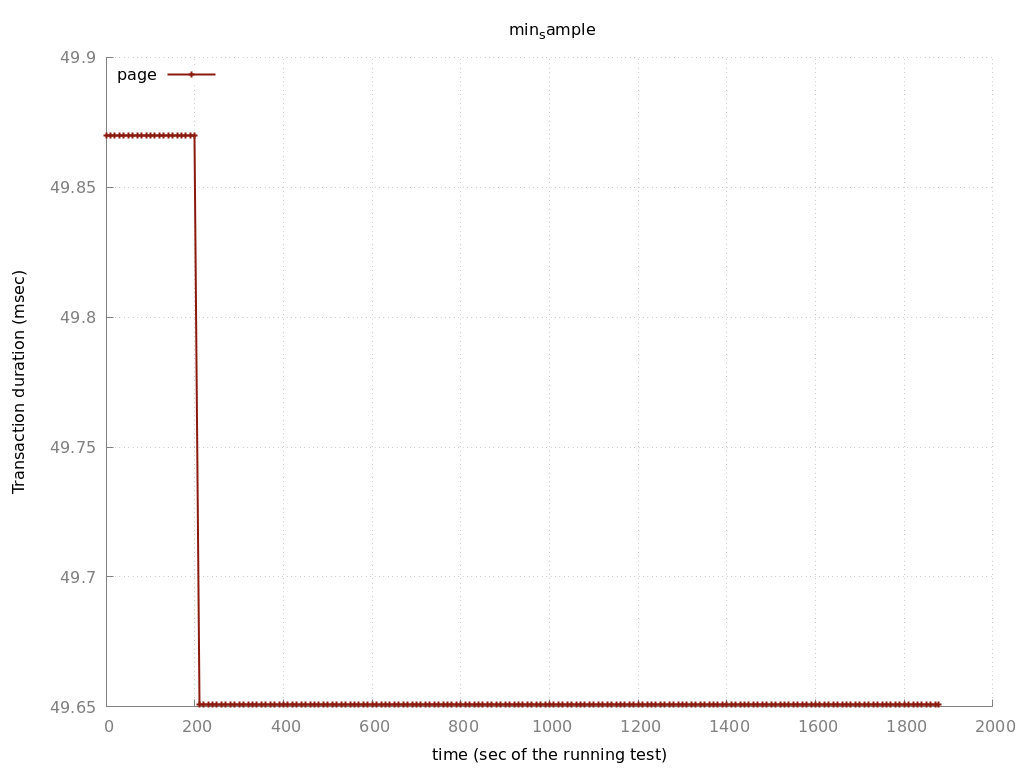 min_sample
page
49.9
49.85
49.8
49.75
49.7
49.65
Transaction duration (msec)
0 200 400 600 800 1000 1200 1400 1600 1800 2000
time (sec of the running test)